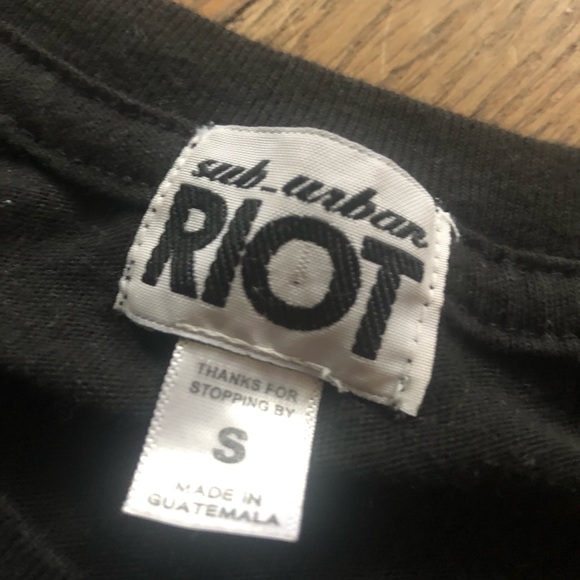 sub_urban
RIOT
THANKS FOR
STOPPING BY
S
MADE IN
GUATEMALA